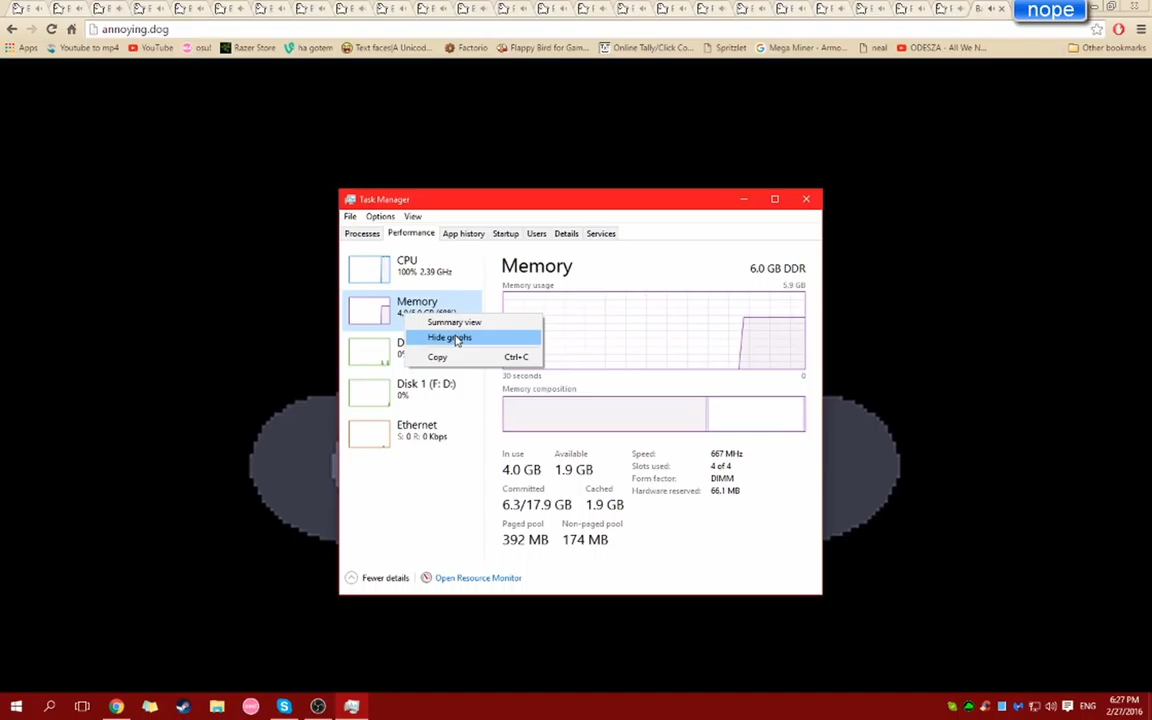 nope
annoying.dog
Apps Youtube to mp4 YouTube osu! Razer Store ha gotem Text faces|A Unicod... Factorio Flappy Bird for Gam... Online Tally/Click Co... Spritzlet Mega Miner - Armo... neal ODESZA - All We N... Other bookmarks
Task Manager
File Options View
Processes Performance App history Startup Users Details Services
CPU
100% 2.39 GHz
Memory
Summary view
Hide graphs
Copy Ctrl+C
0%
Disk 1 (F: D:)
0%
Ethernet
S: 0 R: 0 Kbps
Memory 6.0 GB DDR
Memory usage 5.9 GB
30 seconds 0
Memory composition
In use Available
4.0 GB 1.9 GB
Committed Cached
6.3/17.9 GB 1.9 GB
Paged pool Non-paged pool
392 MB 174 MB
Speed: 667 MHz
Slots used: 4 of 4
Form factor: DIMM
Hardware reserved: 66.1 MB
Fewer details Open Resource Monitor
ENG
6:27 PM
2/27/2016